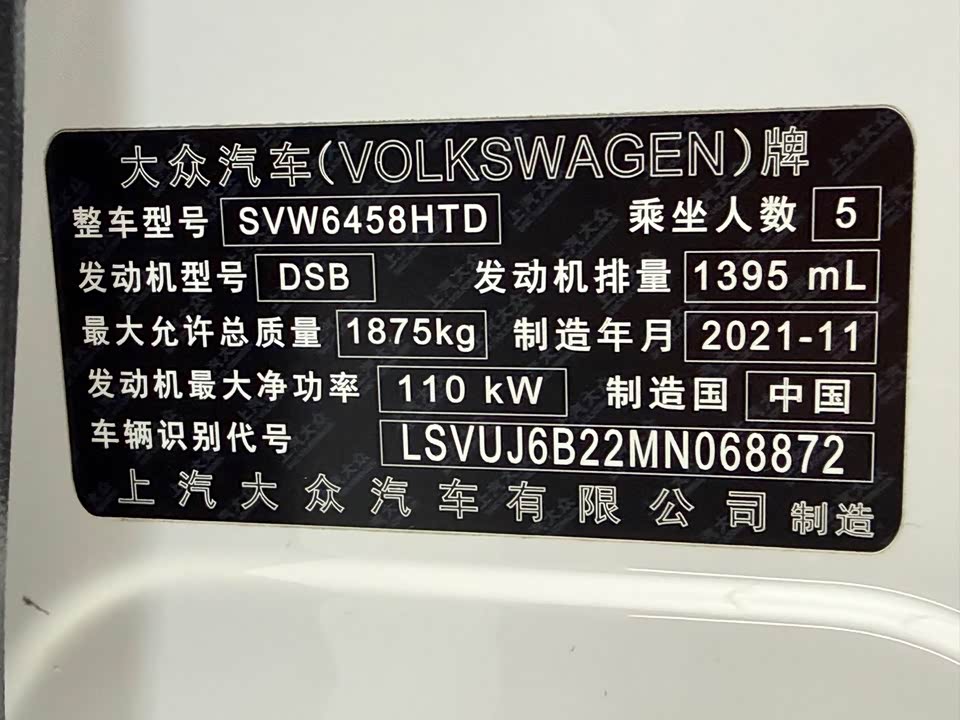 大众汽车(VOLKSWAGEN)牌
整车型号 SVW6458HTD 乘坐人数 5
发动机型号 DSB 发动机排量 1395 mL
最大允许总质量 1875kg 制造年月 2021-11
发动机最大净功率 110 kW 制造国 中国
车辆识别代号 LSVUJ6B22MN068872
上汽大众汽车有限公司 制造